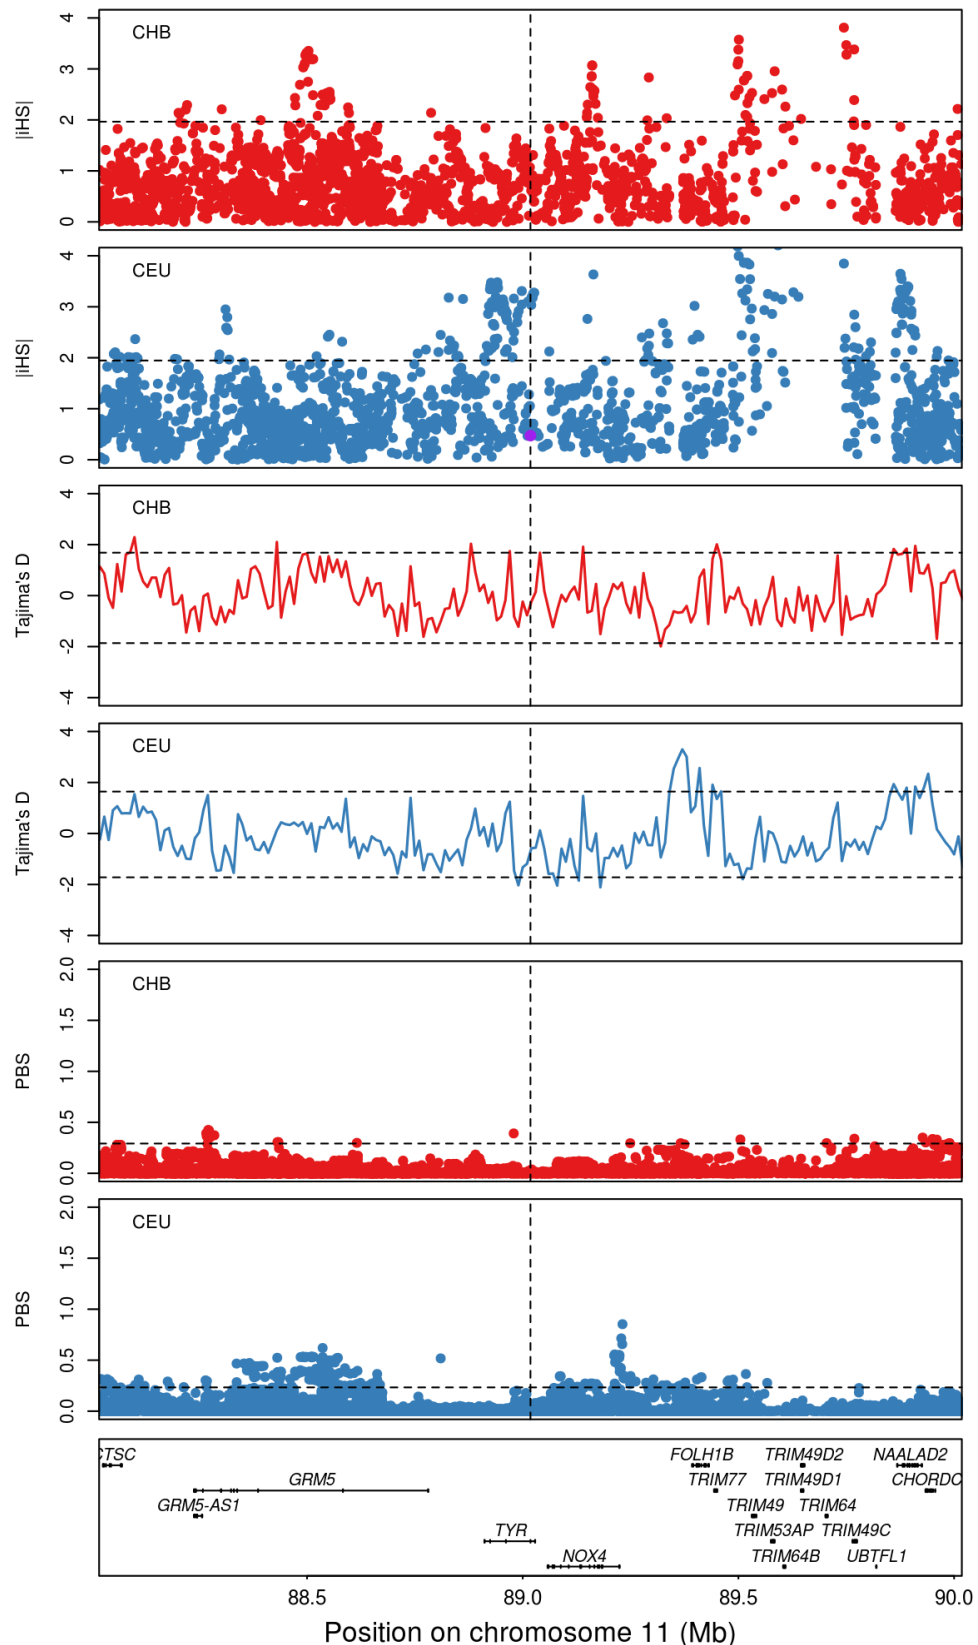 CHB
|iHS|
0 1 2 3 4
CEU
|iHS|
0 1 2 3 4
CHB
Tajima's D
-4 -2 0 2 4
CEU
Tajima's D
-4 -2 0 2 4
CHB
PBS
0.0 0.5 1.0 1.5 2.0
CEU
PBS
0.0 0.5 1.0 1.5 2.0
CTSC FOLH1B TRIM49D2 NAALAD2
GRM5 TRIM77 TRIM49D1 CHORDC
GRM5-AS1 TRIM49 TRIM64
TYR TRIM53AP TRIM49C
NOX4 TRIM64B UBTFL1
88.5 89.0 89.5 90.0
Position on chromosome 11 (Mb)